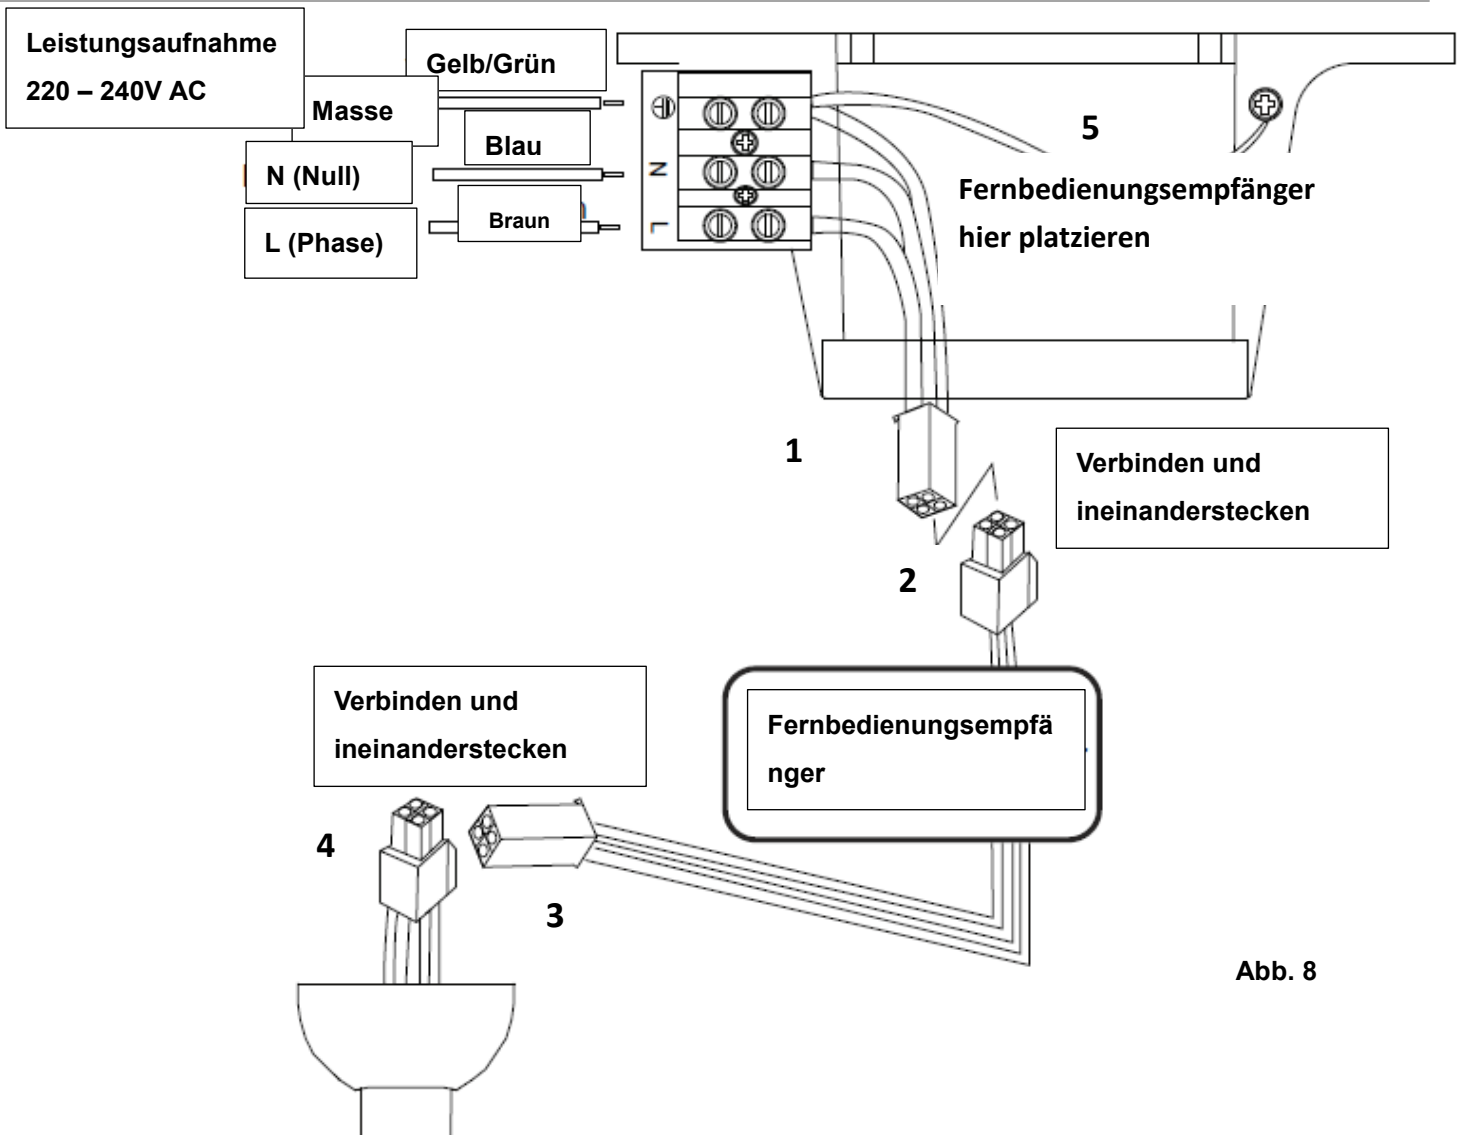 Leistungsaufnahme
220 – 240V AC
Gelb/Grün
Masse
Blau
N (Null)
Braun
L (Phase)
N
L
5
Fernbedienungsempfänger
hier platzieren
1
Verbinden und
ineinanderstecken
2
Verbinden und
ineinanderstecken
Fernbedienungsempfä
nger
4
3
Abb. 8